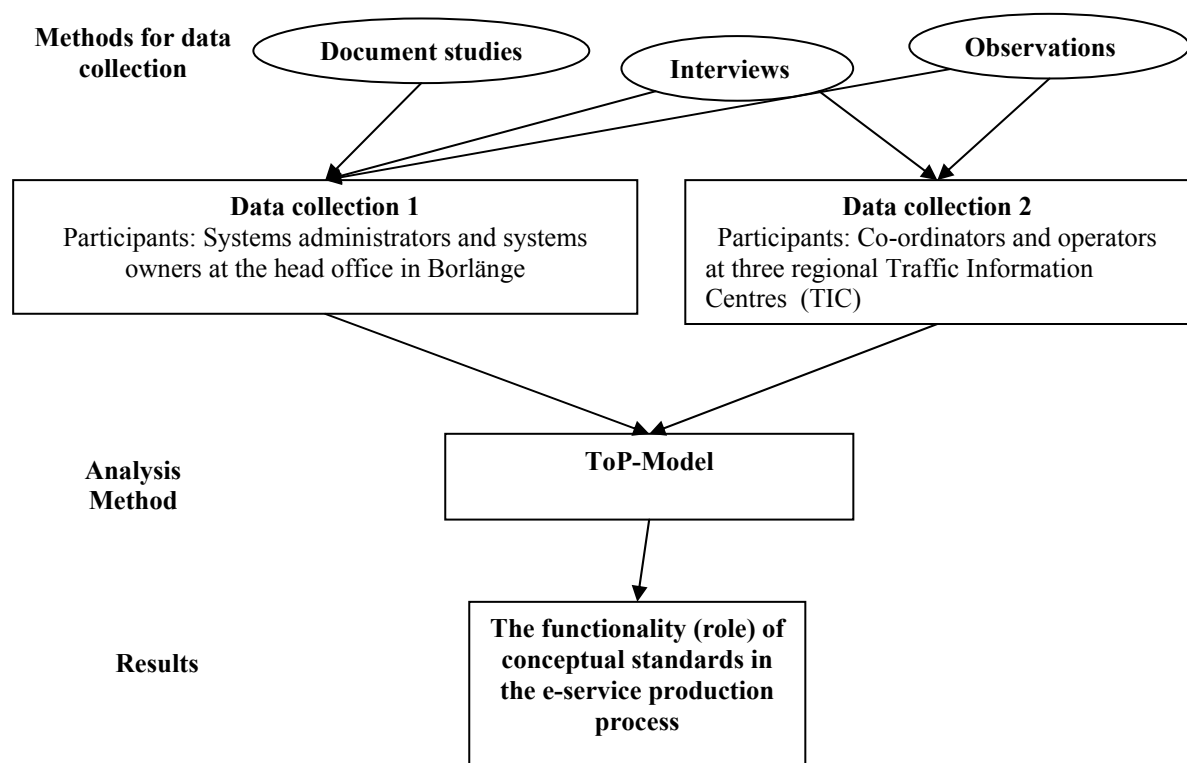 Methods for data
collection
Document studies
Interviews
Observations
Data collection 1
Participants: Systems administrators and systems
owners at the head office in Borlänge
Data collection 2
Participants: Co-ordinators and operators
at three regional Traffic Information
Centres (TIC)
Analysis
Method
ToP-Model
Results
The functionality (role) of
conceptual standards in
the e-service production
process